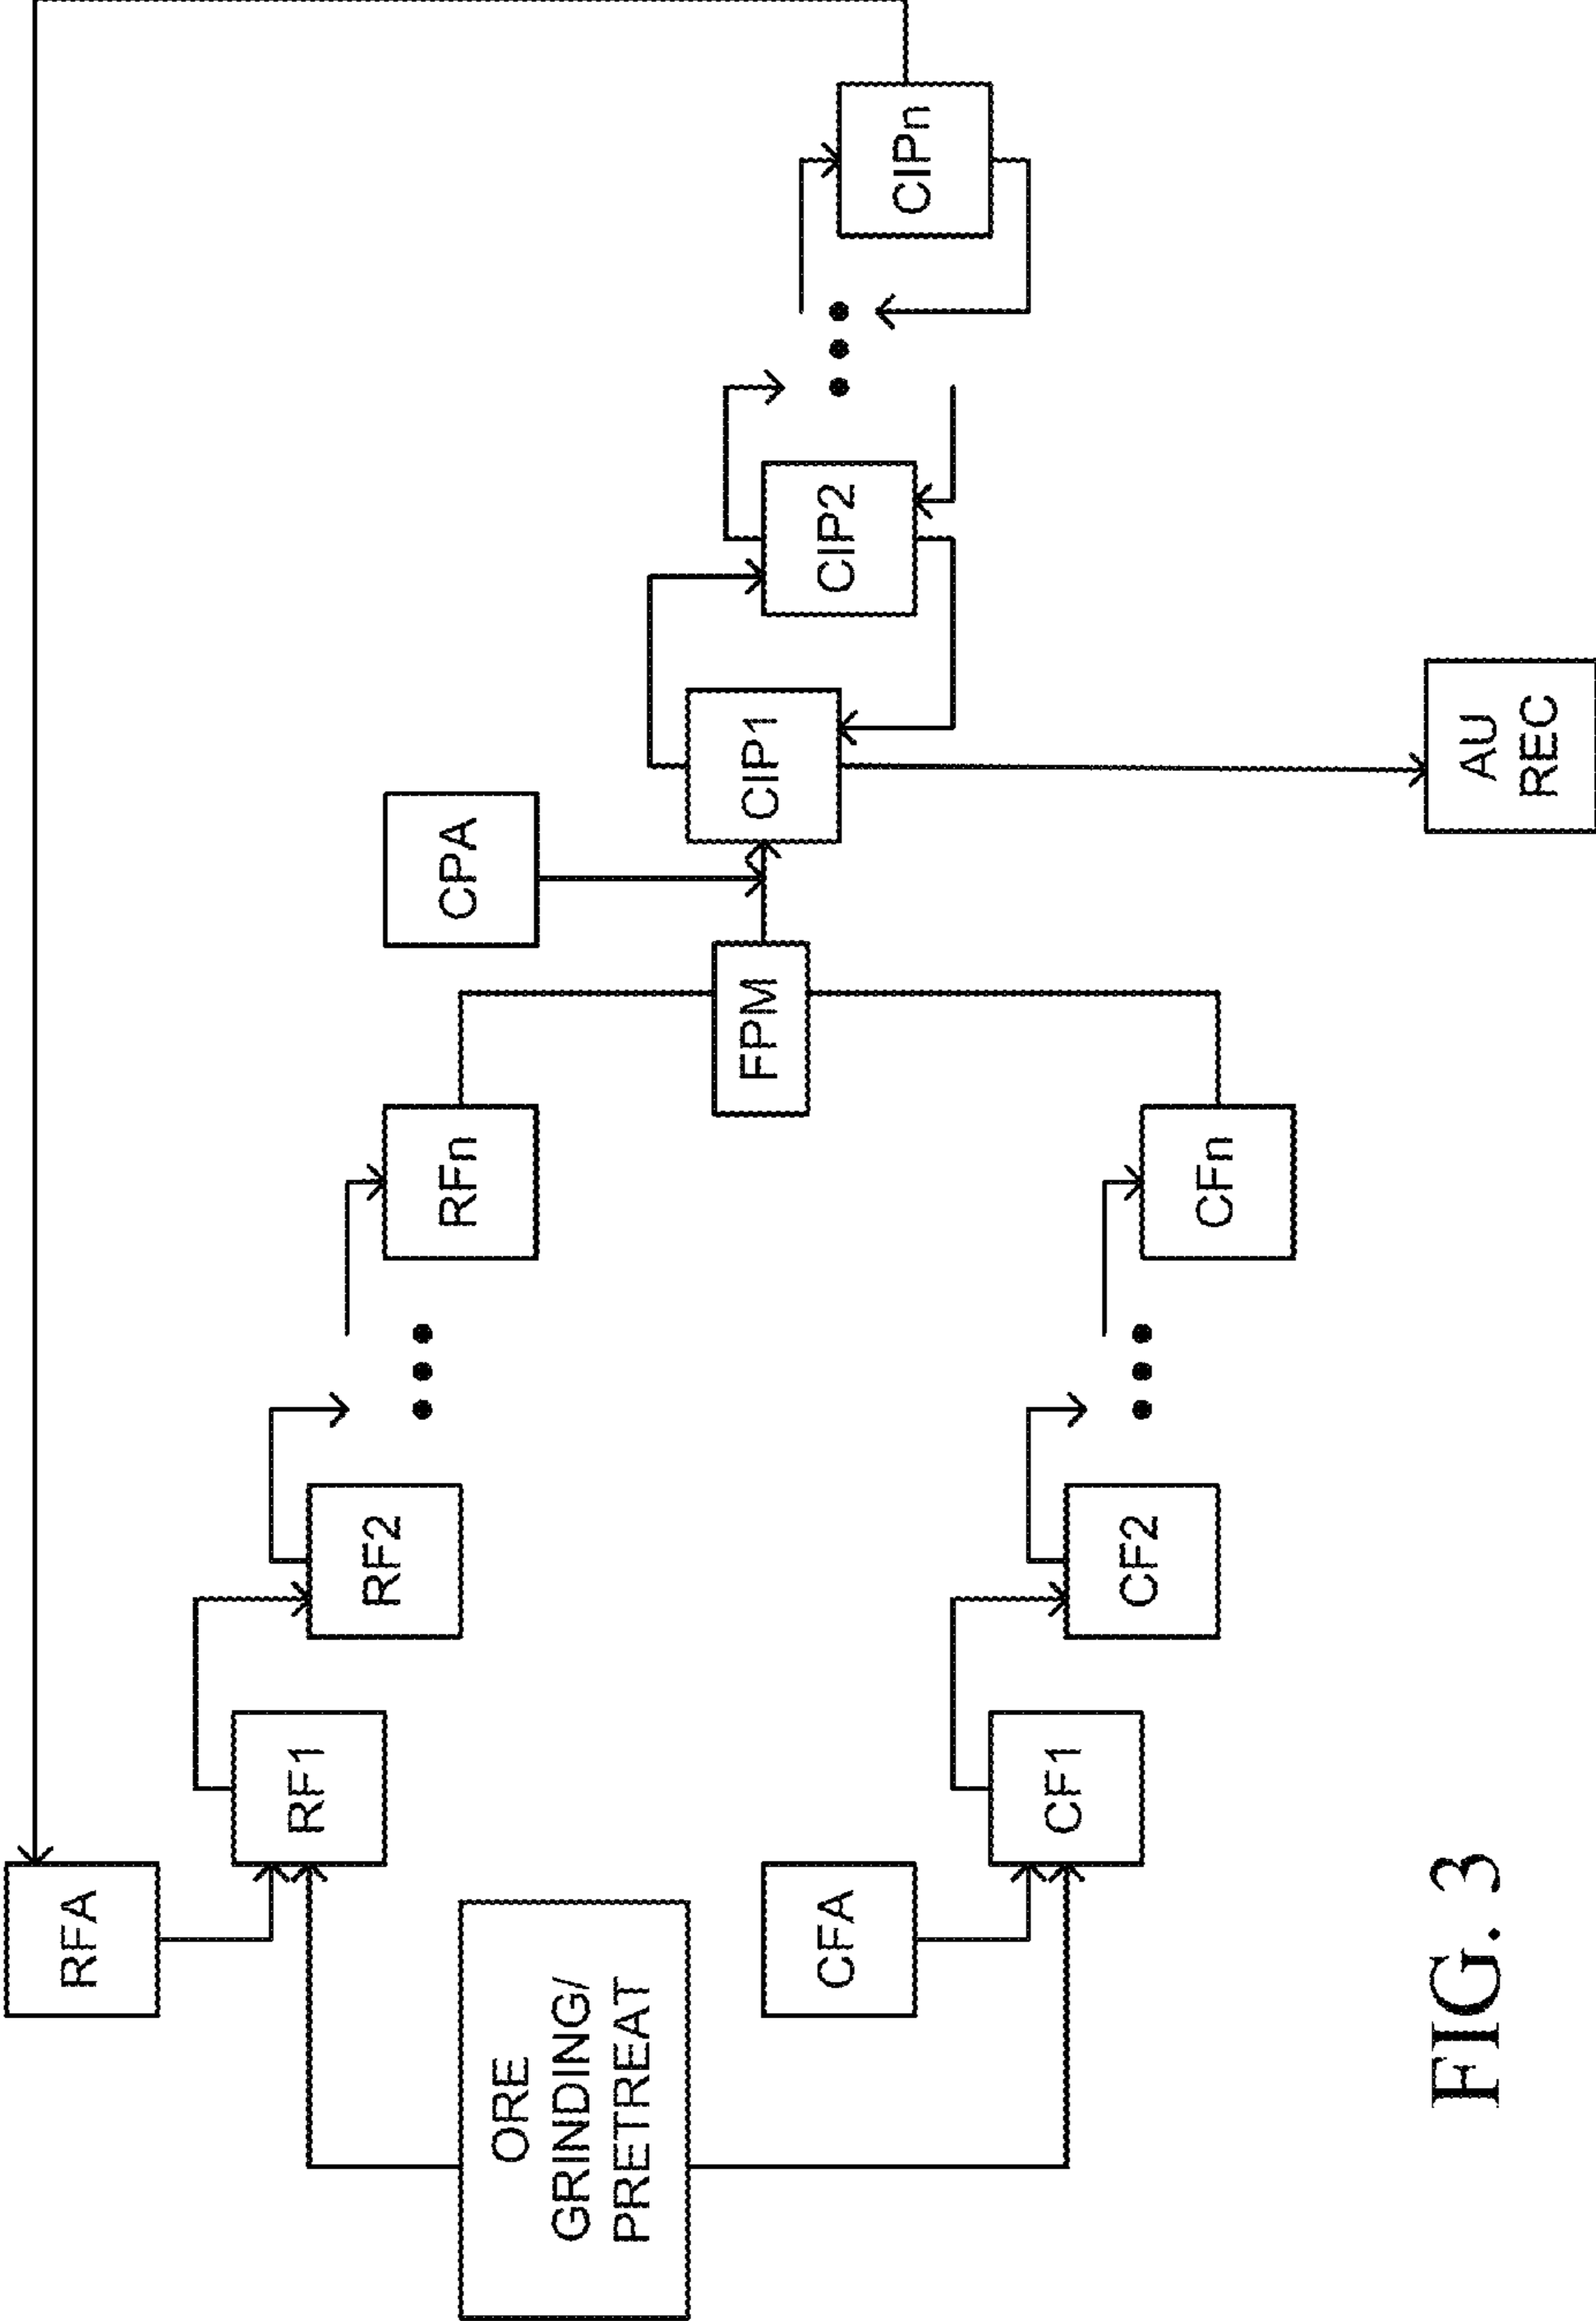 RFA
RF1
RF2
RFn
ORE
GRINDING/
PRETREAT
CFA
CF1
CF2
CFn
FPM
CPA
CIP1
CIP2
CIPn
AU
REC
FIG. 3